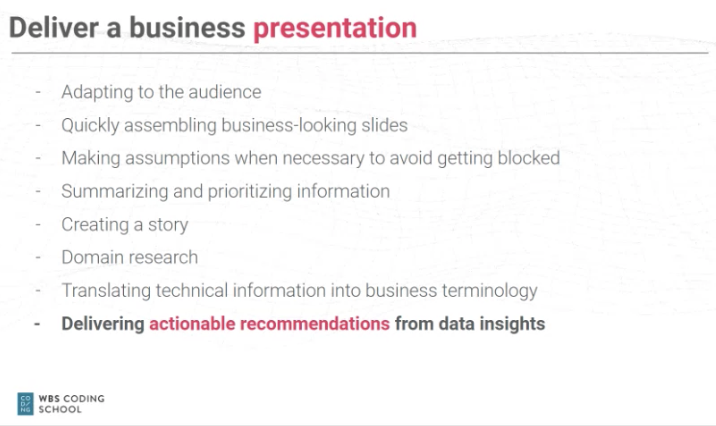 Deliver a business presentation
- Adapting to the audience
- Quickly assembling business-looking slides
- Making assumptions when necessary to avoid getting blocked
- Summarizing and prioritizing information
- Creating a story
- Domain research
- Translating technical information into business terminology
- Delivering actionable recommendations from data insights
CO
DI
NG
WBS CODING
SCHOOL